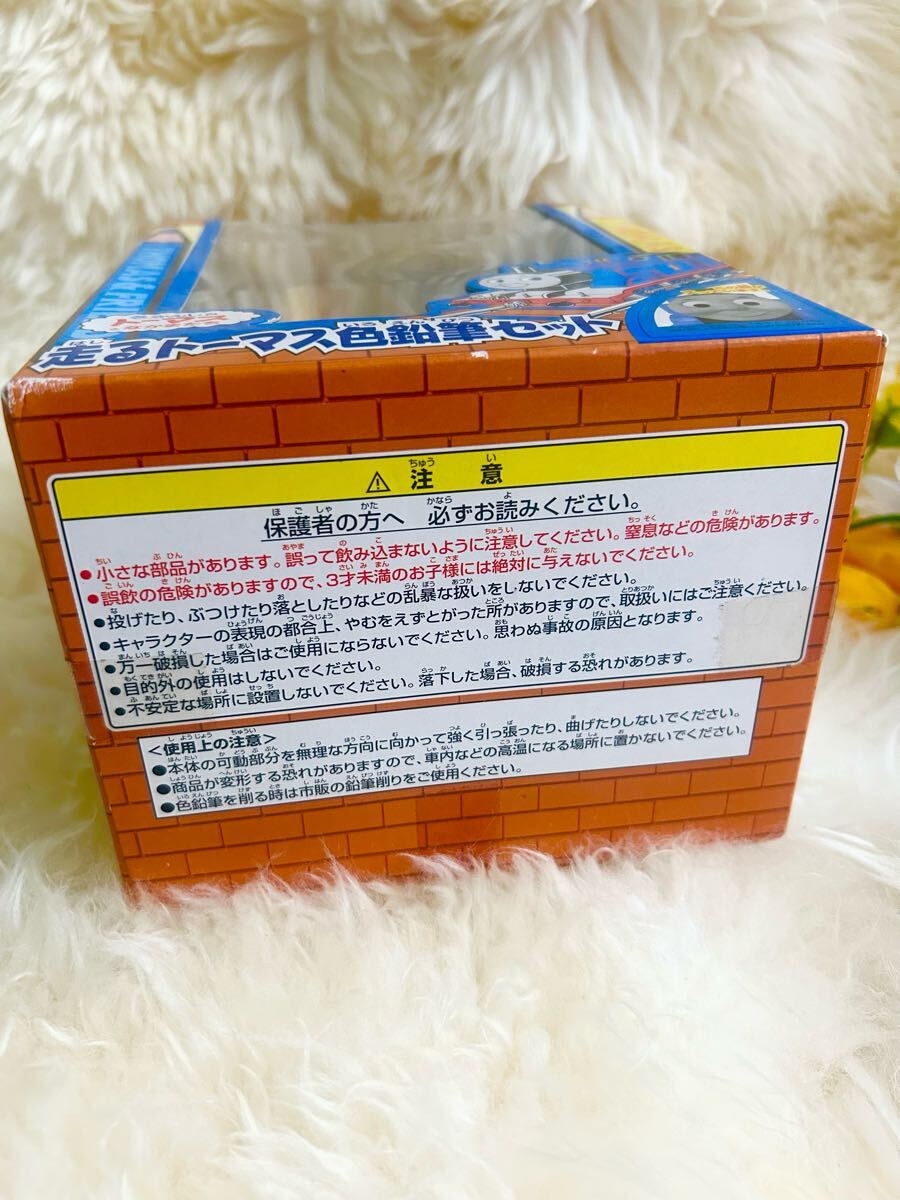 THOMAS & FRIENDS
走るトーマス色鉛筆セット
⚠ 注意
保護者の方へ 必ずお読みください。
●小さな部品があります。誤って飲み込まないように注意してください。窒息などの危険があります。
●誤飲の危険がありますので、3才未満のお子様には絶対に与えないでください。
●投げたり、ぶつけたり落としたりなどの乱暴な扱いをしないでください。
●キャラクターの表現の都合上、やむをえずとがった所がありますので、取扱いにはご注意ください。
●万一破損した場合はご使用にならないでください。思わぬ事故の原因となります。
●目的外の使用はしないでください。
●不安定な場所に設置しないでください。落下した場合、破損する恐れがあります。
<使用上の注意>
●本体の可動部分を無理な方向に向かって強く引っ張ったり、曲げたりしないでください。
●商品が変形する恐れがありますので、車内などの高温になる場所に置かないでください。
●色鉛筆を削る時は市販の鉛筆削りをご使用ください。